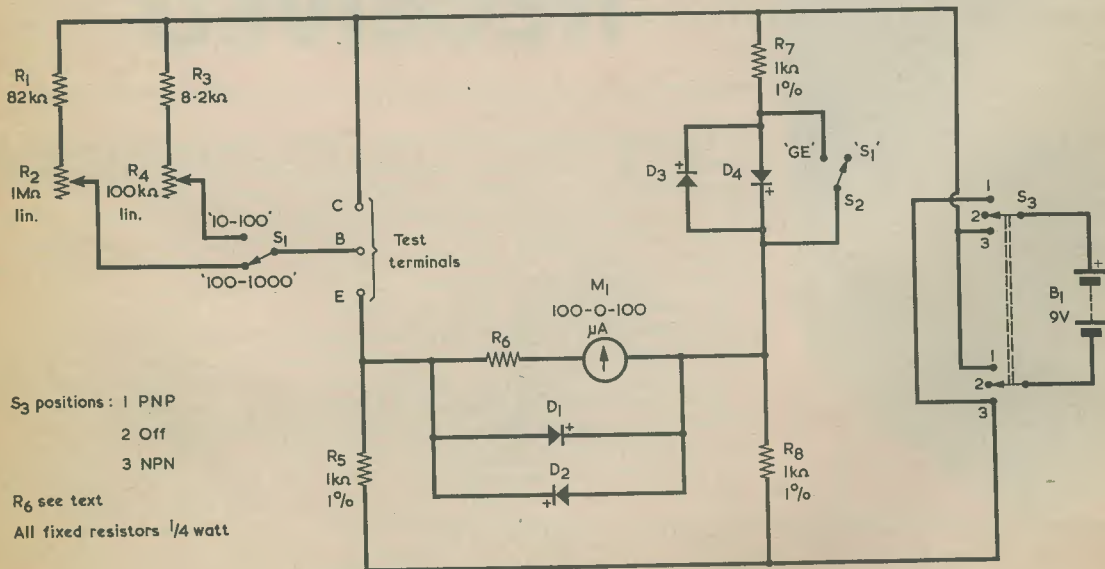 R1
82kΩ
R3
8·2kΩ
R2
1MΩ
lin.
R4
100kΩ
lin.
'10-100'
S1
'100-1000'
C
B
E
Test
terminals
R7
1kΩ
1%
D3
+
D4
+
'GE'
'S1'
S2
M1
100-0-100
μA
R6
D1
+
D2
+
R5
1kΩ
1%
R8
1kΩ
1%
1
2
3
S3
1
2
3
+
B1
9V
S3 positions : 1 PNP
2 Off
3 NPN
R6 see text
All fixed resistors 1/4 watt